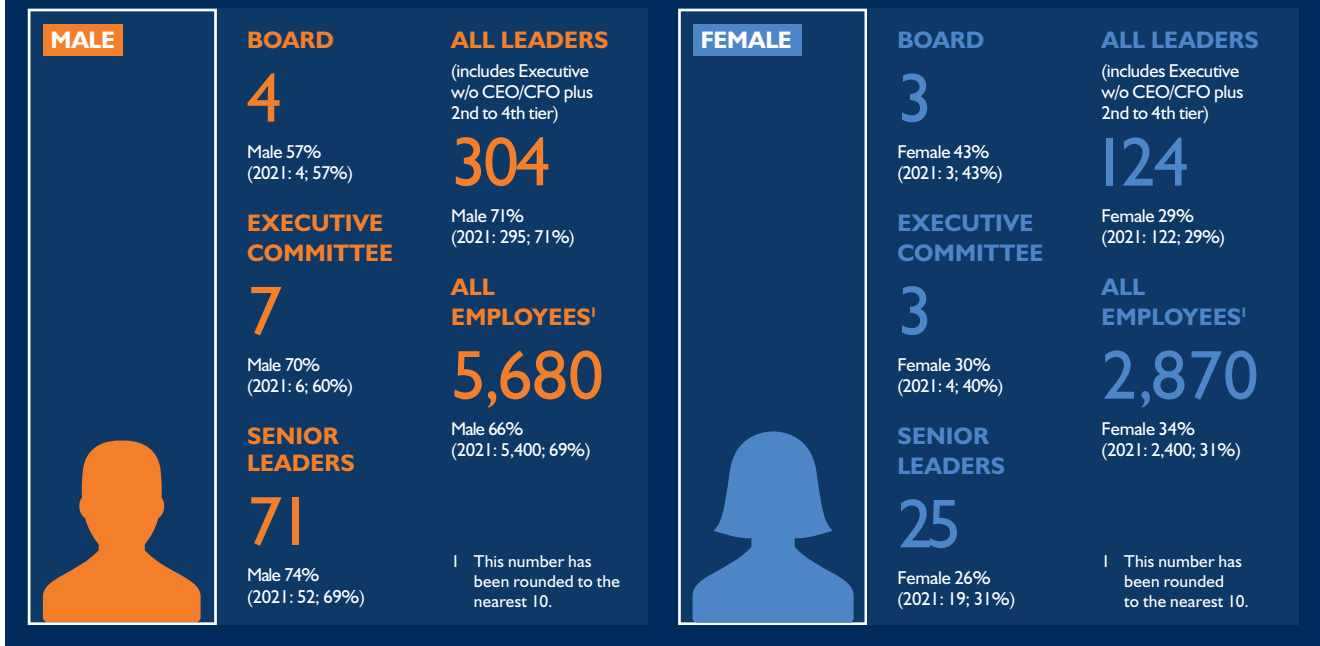 MALE
BOARD
4
Male 57%
(2021: 4; 57%)
EXECUTIVE
COMMITTEE
7
Male 70%
(2021: 6; 60%)
SENIOR
LEADERS
71
Male 74%
(2021: 52; 69%)
ALL LEADERS
(includes Executive
w/o CEO/CFO plus
2nd to 4th tier)
304
Male 71%
(2021: 295; 71%)
ALL
EMPLOYEES¹
5,680
Male 66%
(2021: 5,400; 69%)
1 This number has
been rounded to the
nearest 10.
FEMALE
BOARD
3
Female 43%
(2021: 3; 43%)
EXECUTIVE
COMMITTEE
3
Female 30%
(2021: 4; 40%)
SENIOR
LEADERS
25
Female 26%
(2021: 19; 31%)
ALL LEADERS
(includes Executive
w/o CEO/CFO plus
2nd to 4th tier)
124
Female 29%
(2021: 122; 29%)
ALL
EMPLOYEES¹
2,870
Female 34%
(2021: 2,400; 31%)
1 This number has
been rounded
to the nearest 10.